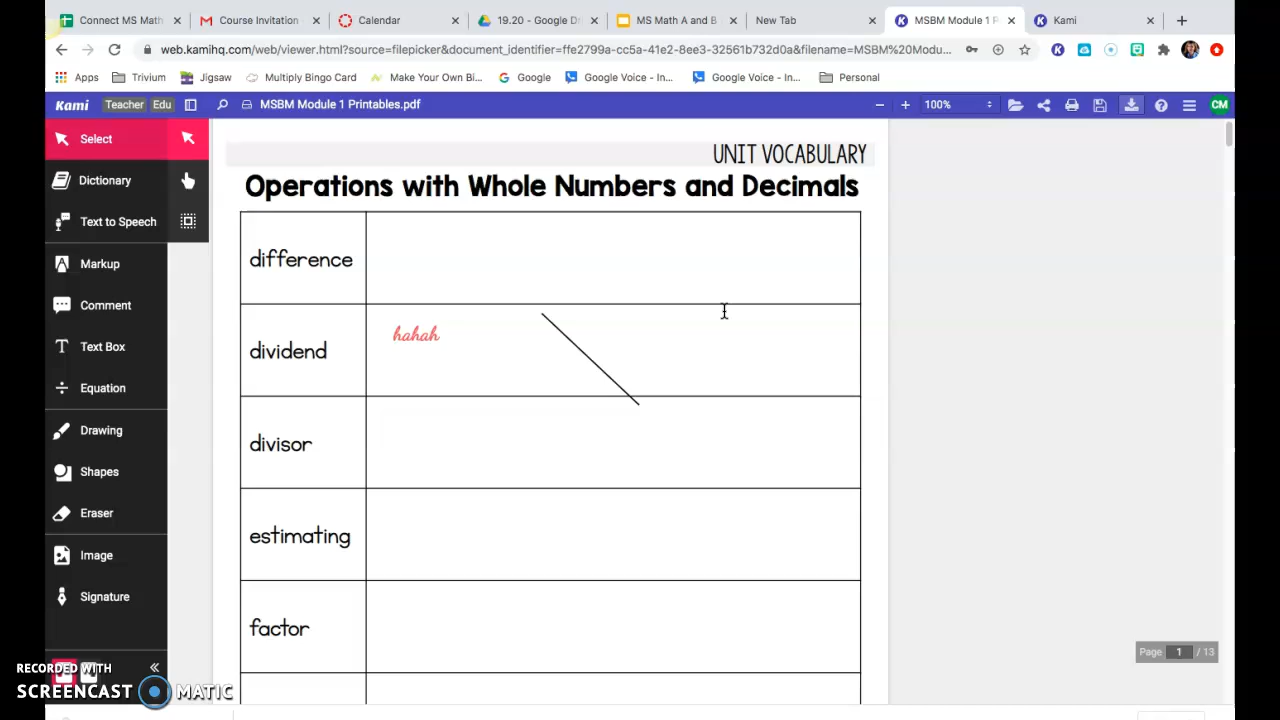 Connect MS Math
Course Invitation
Calendar
19.20 - Google D
MS Math A and B
New Tab
MSBM Module 1 P
Kami
web.kamihq.com/web/viewer.html?source=filepicker&document_identifier=ffe2799a-cc5a-41e2-8ee3-32561b732d0a&filename=MSBM%20Modu...
Apps
Trivium
Jigsaw
Multiply Bingo Card
Make Your Own Bi...
Google
Google Voice - In...
Google Voice - In...
Personal
Kami
Teacher
Edu
MSBM Module 1 Printables.pdf
100%
CM
Select
Dictionary
Text to Speech
Markup
Comment
Text Box
Equation
Drawing
Shapes
Eraser
Image
Signature
UNIT VOCABULARY
Operations with Whole Numbers and Decimals
difference
dividend
hahah
divisor
estimating
factor
Page 1 / 13
RECORDED WITH
SCREENCAST MATIC